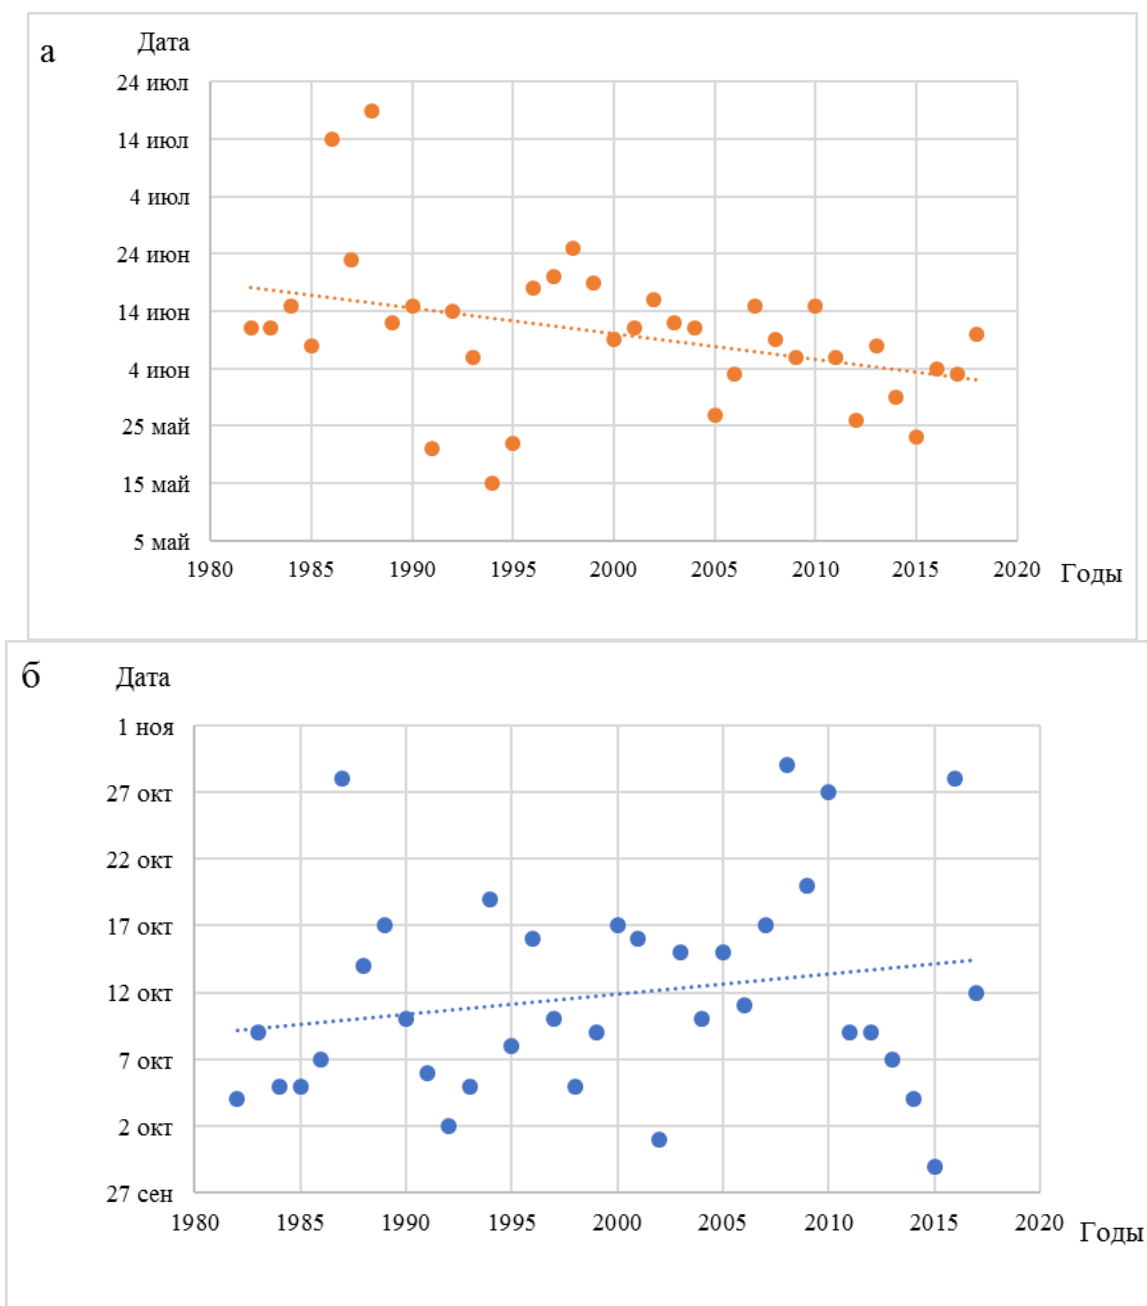 а
Дата
24 июл
14 июл
4 июл
24 июн
14 июн
4 июн
25 май
15 май
5 май
1980 1985 1990 1995 2000 2005 2010 2015 2020 Годы
б
Дата
1 ноя
27 окт
22 окт
17 окт
12 окт
7 окт
2 окт
27 сен
1980 1985 1990 1995 2000 2005 2010 2015 2020 Годы